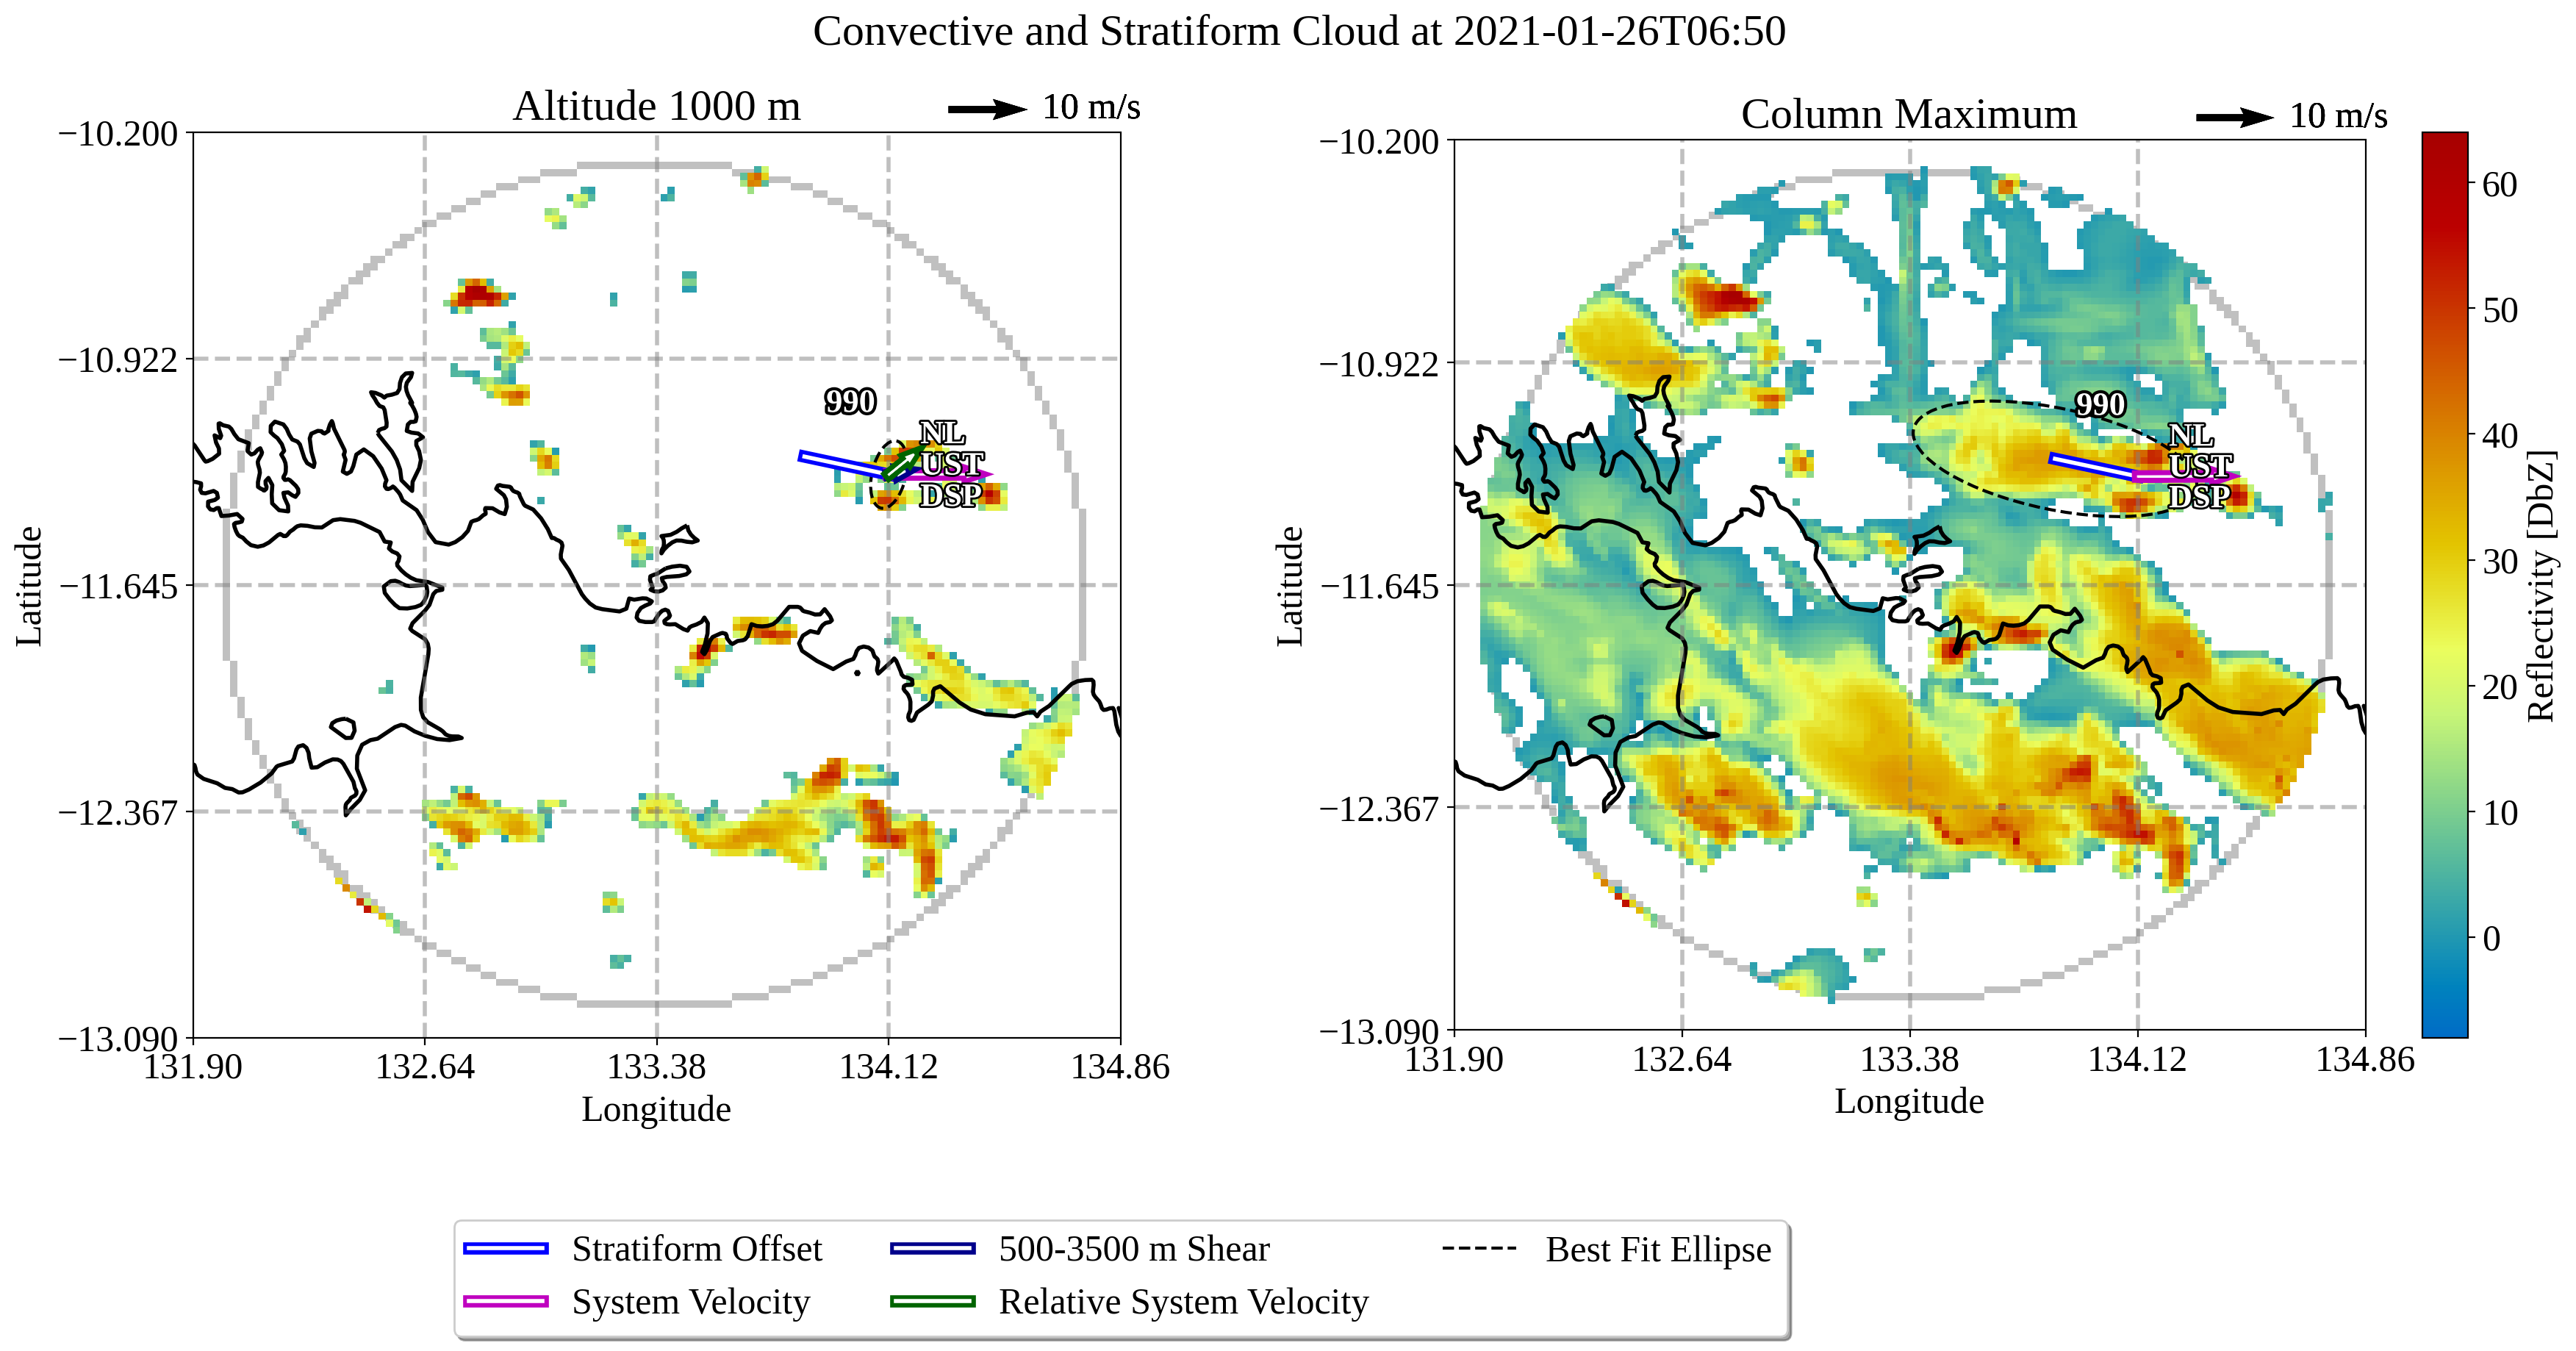 Convective and Stratiform Cloud at 2021-01-26T06:50
Altitude 1000 m
10 m/s
−10.200
−10.922
−11.645
−12.367
−13.090
131.90
132.64
133.38
134.12
134.86
Latitude
Longitude
990
NL
UST
DSP
Column Maximum
10 m/s
−10.200
−10.922
−11.645
−12.367
−13.090
131.90
132.64
133.38
134.12
134.86
Latitude
Longitude
990
NL
UST
DSP
60
50
40
30
20
10
0
Reflectivity [DbZ]
Stratiform Offset
System Velocity
500-3500 m Shear
Relative System Velocity
Best Fit Ellipse